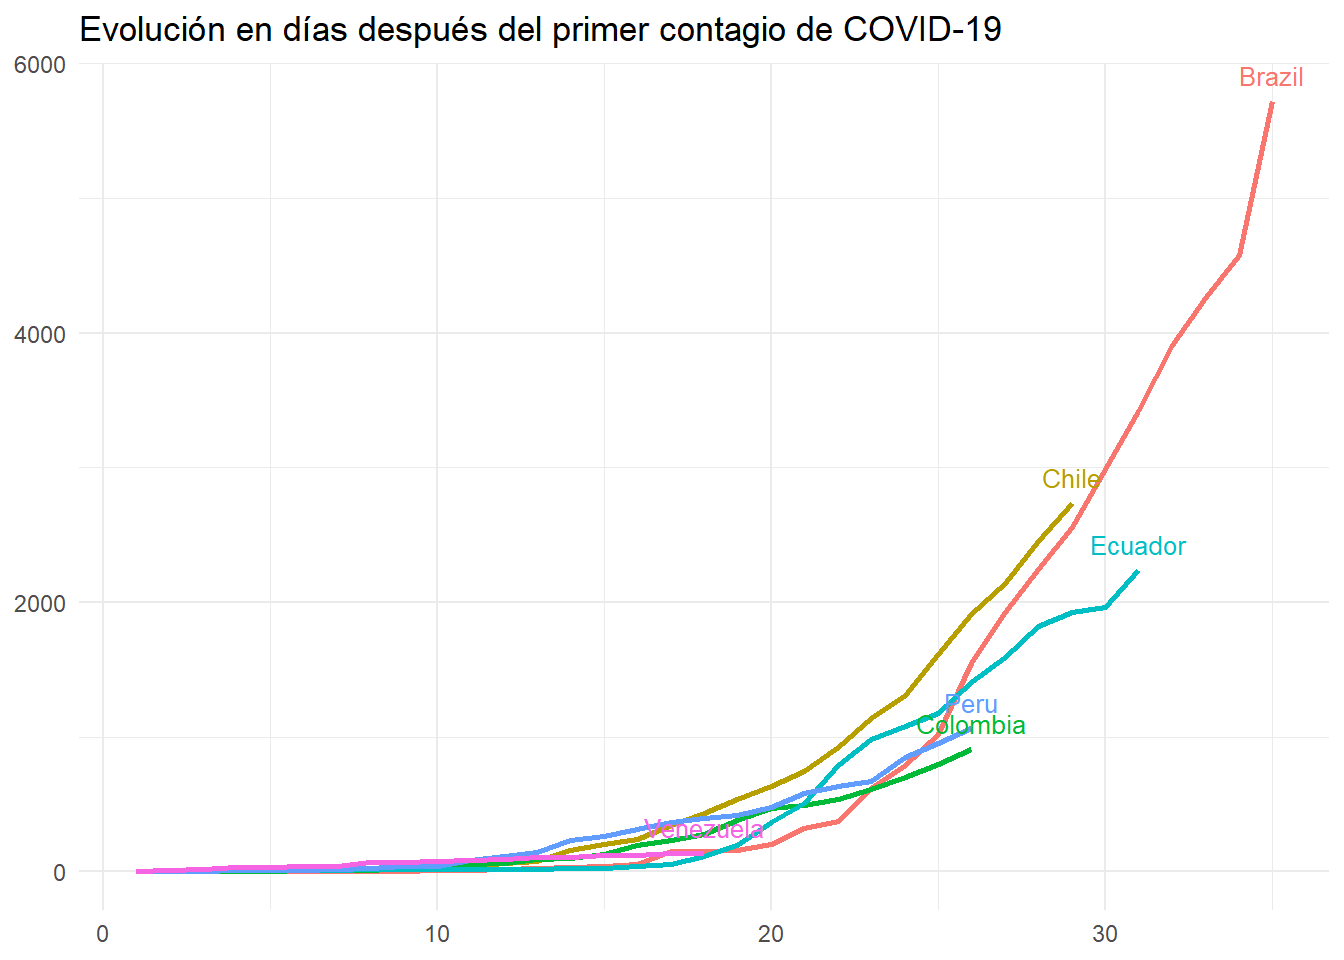 Evolución en días después del primer contagio de COVID-19
6000
Brazil
4000
Chile
Ecuador
2000
Peru
Colombia
Venezuela
0
0 10 20 30